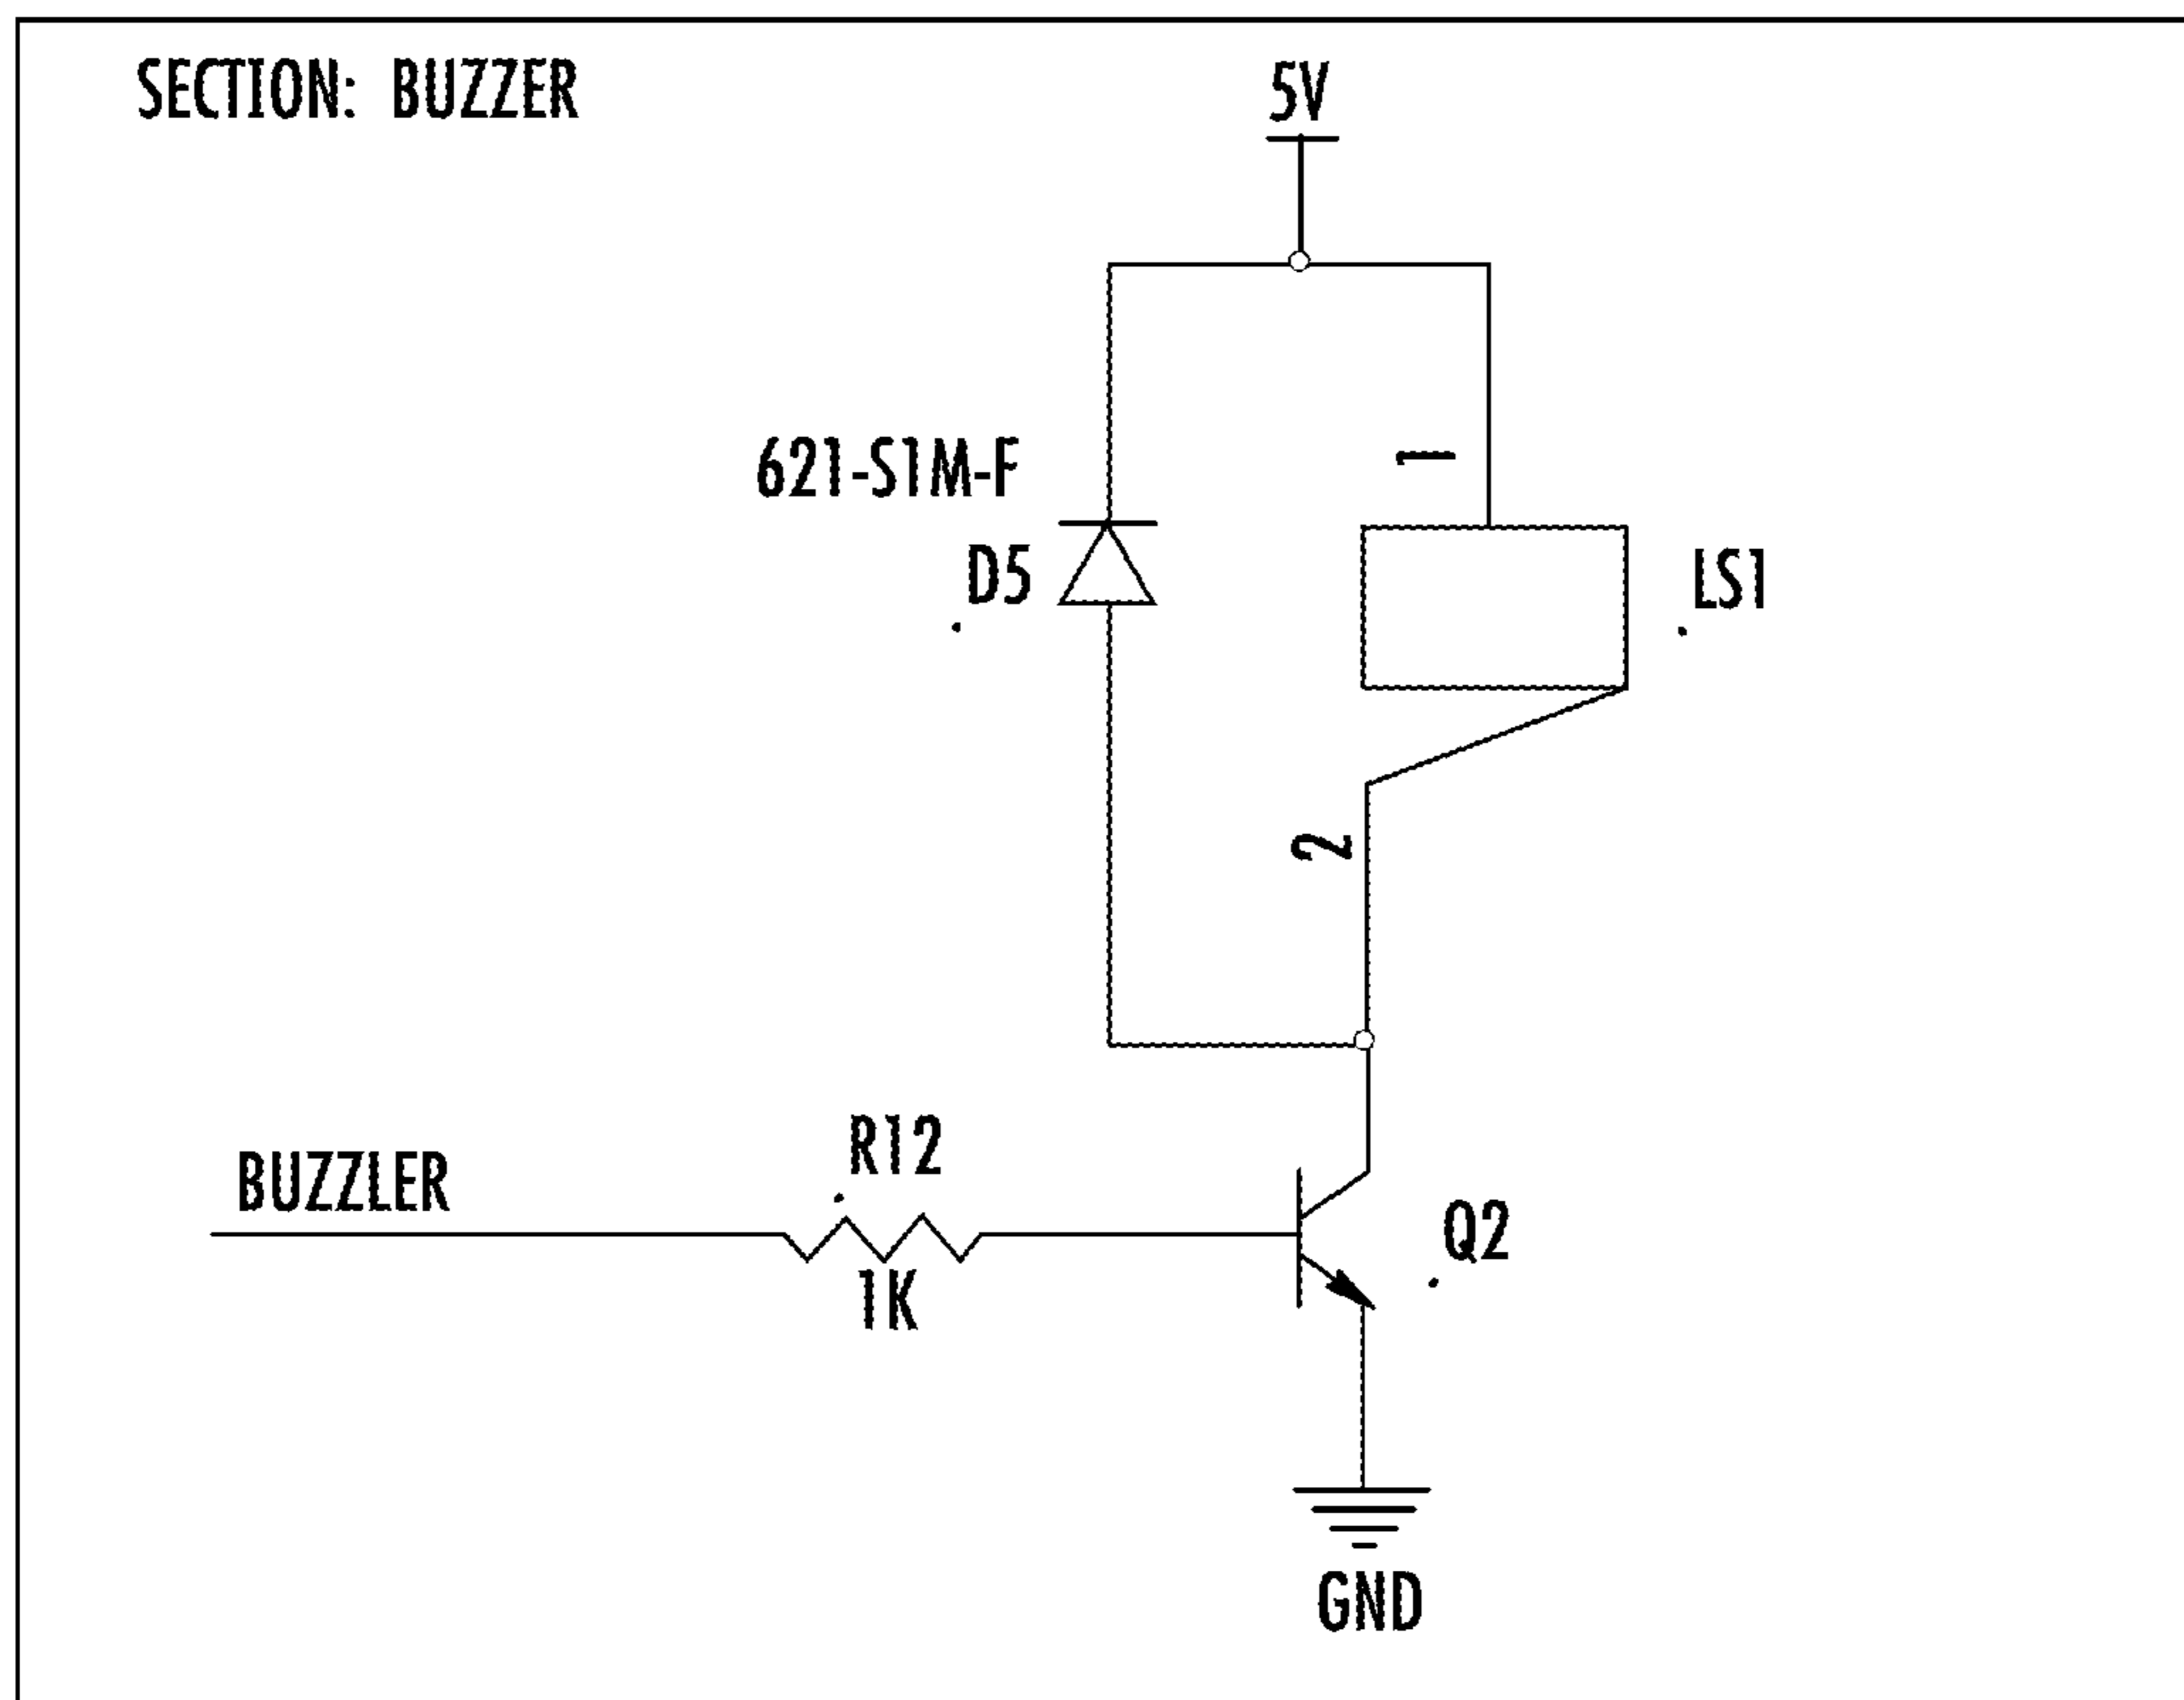 SECTION: BUZZER
5V
621-S1M-F
1
D5
LS1
2
R12
BUZZLER
Q2
1K
GND